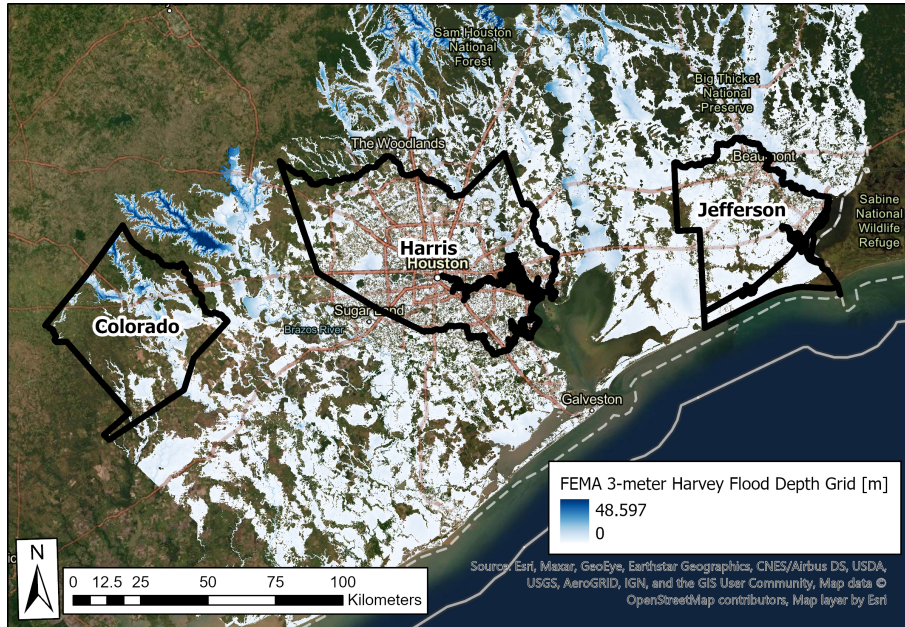 Sam Houston
National
Forest
Big Thicket
National
Preserve
The Woodlands
Beaumont
Sabine
National
Wildlife
Refuge
Jefferson
Harris
Houston
Sugar Land
Colorado
Brazos River
Galveston
FEMA 3-meter Harvey Flood Depth Grid [m]
48.597
0
N
0 12.5 25 50 75 100
Kilometers
Source: Esri, Maxar, GeoEye, Earthstar Geographics, CNES/Airbus DS, USDA,
USGS, AeroGRID, IGN, and the GIS User Community, Map data ©
OpenStreetMap contributors, Map layer by Esri